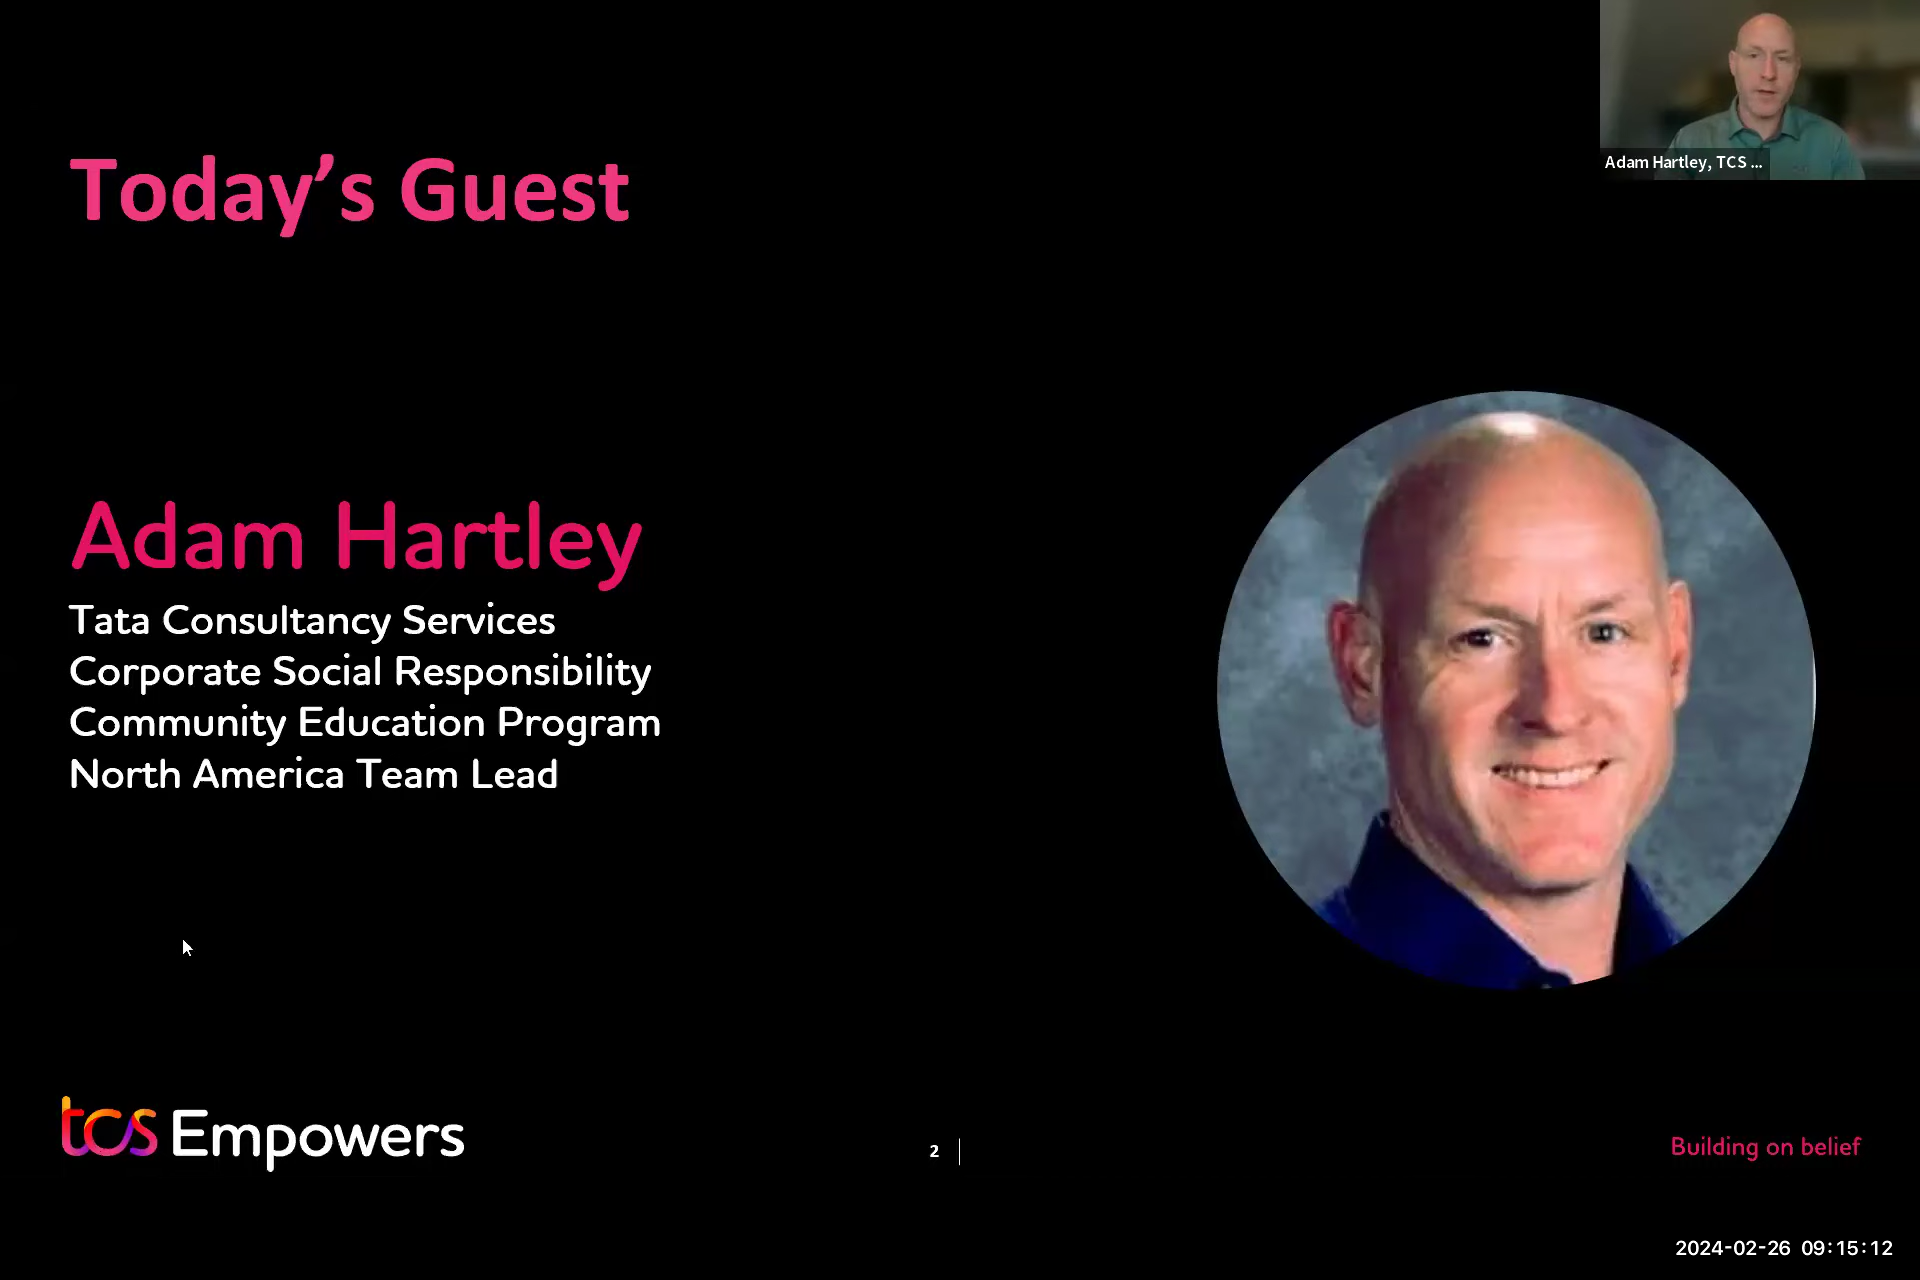 Today’s Guest
Adam Hartley, TCS ...
Adam Hartley
Tata Consultancy Services
Corporate Social Responsibility
Community Education Program
North America Team Lead
tcs Empowers
2
Building on belief
2024-02-26 09:15:12